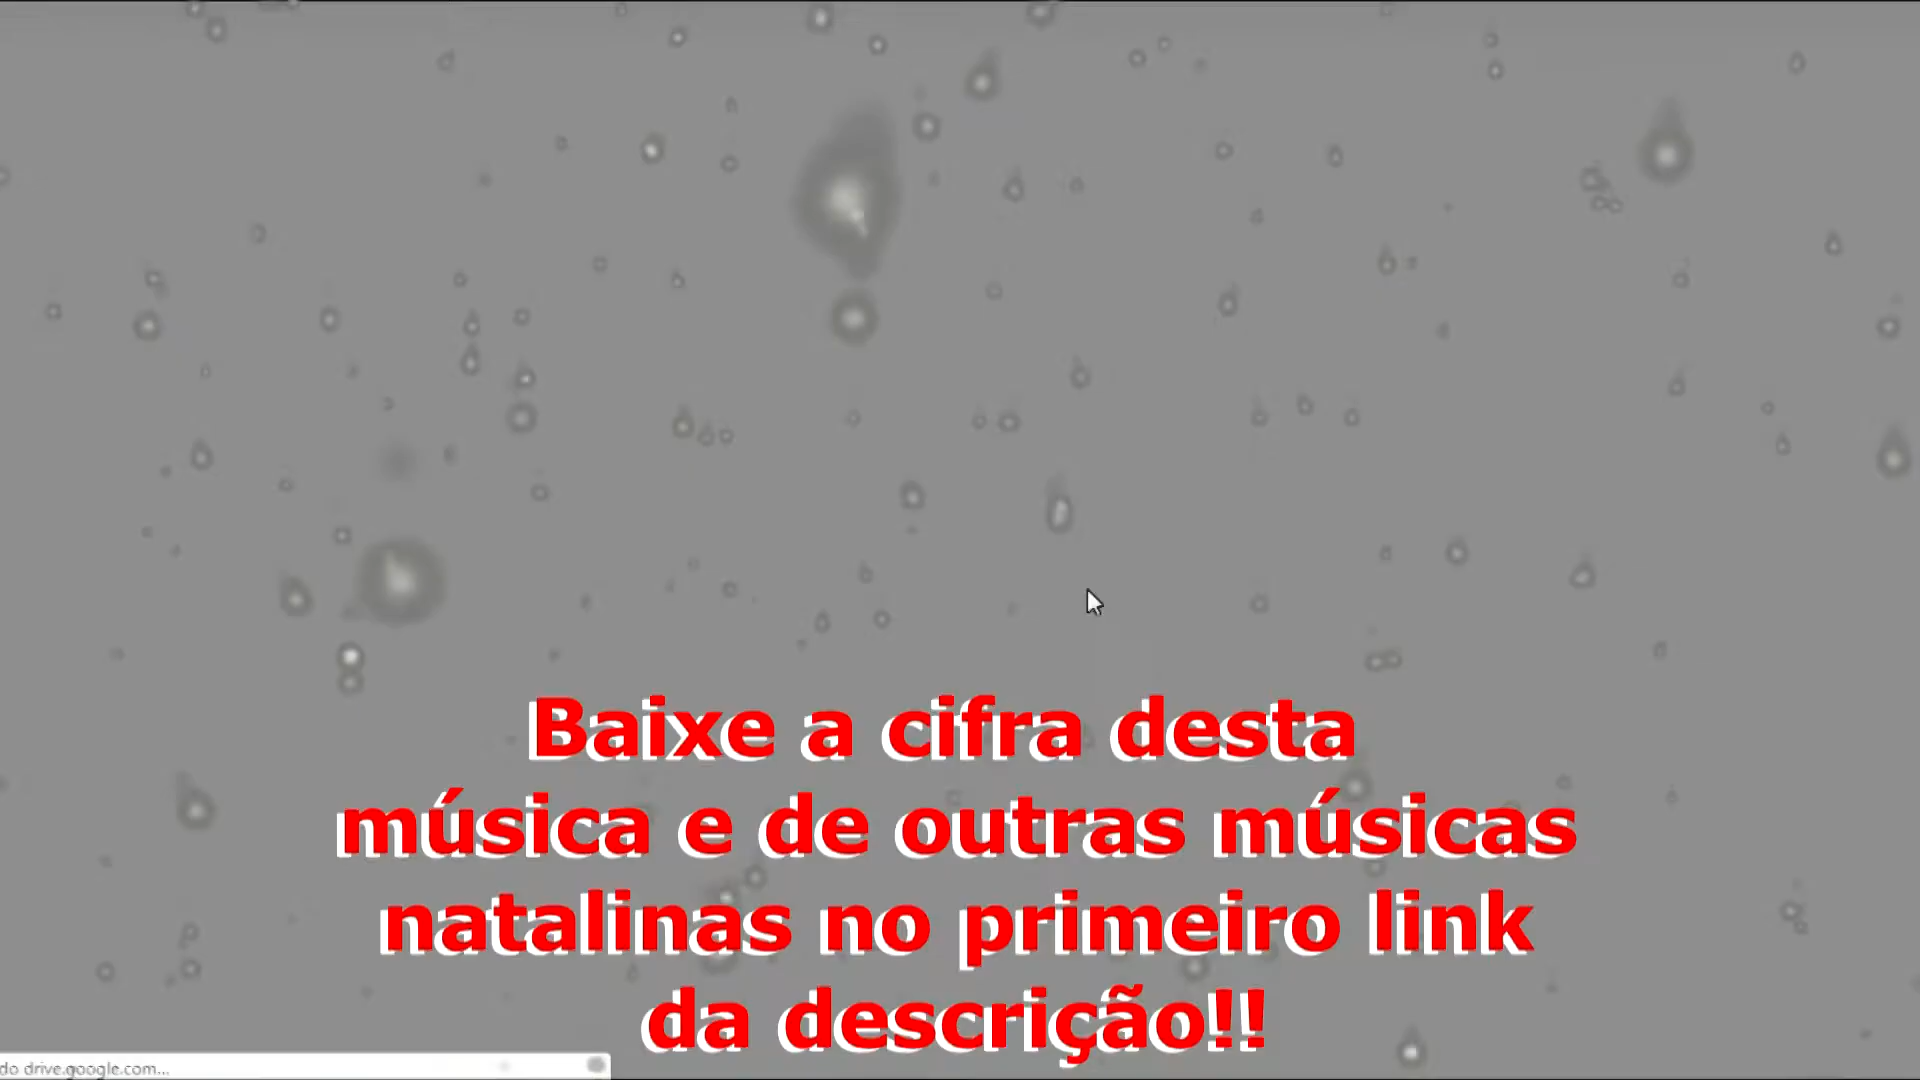 Baixe a cifra desta
música e de outras músicas
natalinas no primeiro link
da descrição!!
do drive.google.com...